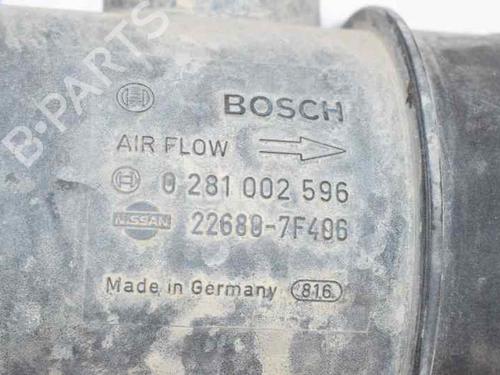 B-PARTS
BOSCH
AIR FLOW
0 281 002 596
NISSAN 22680-7F406
Made in Germany 816